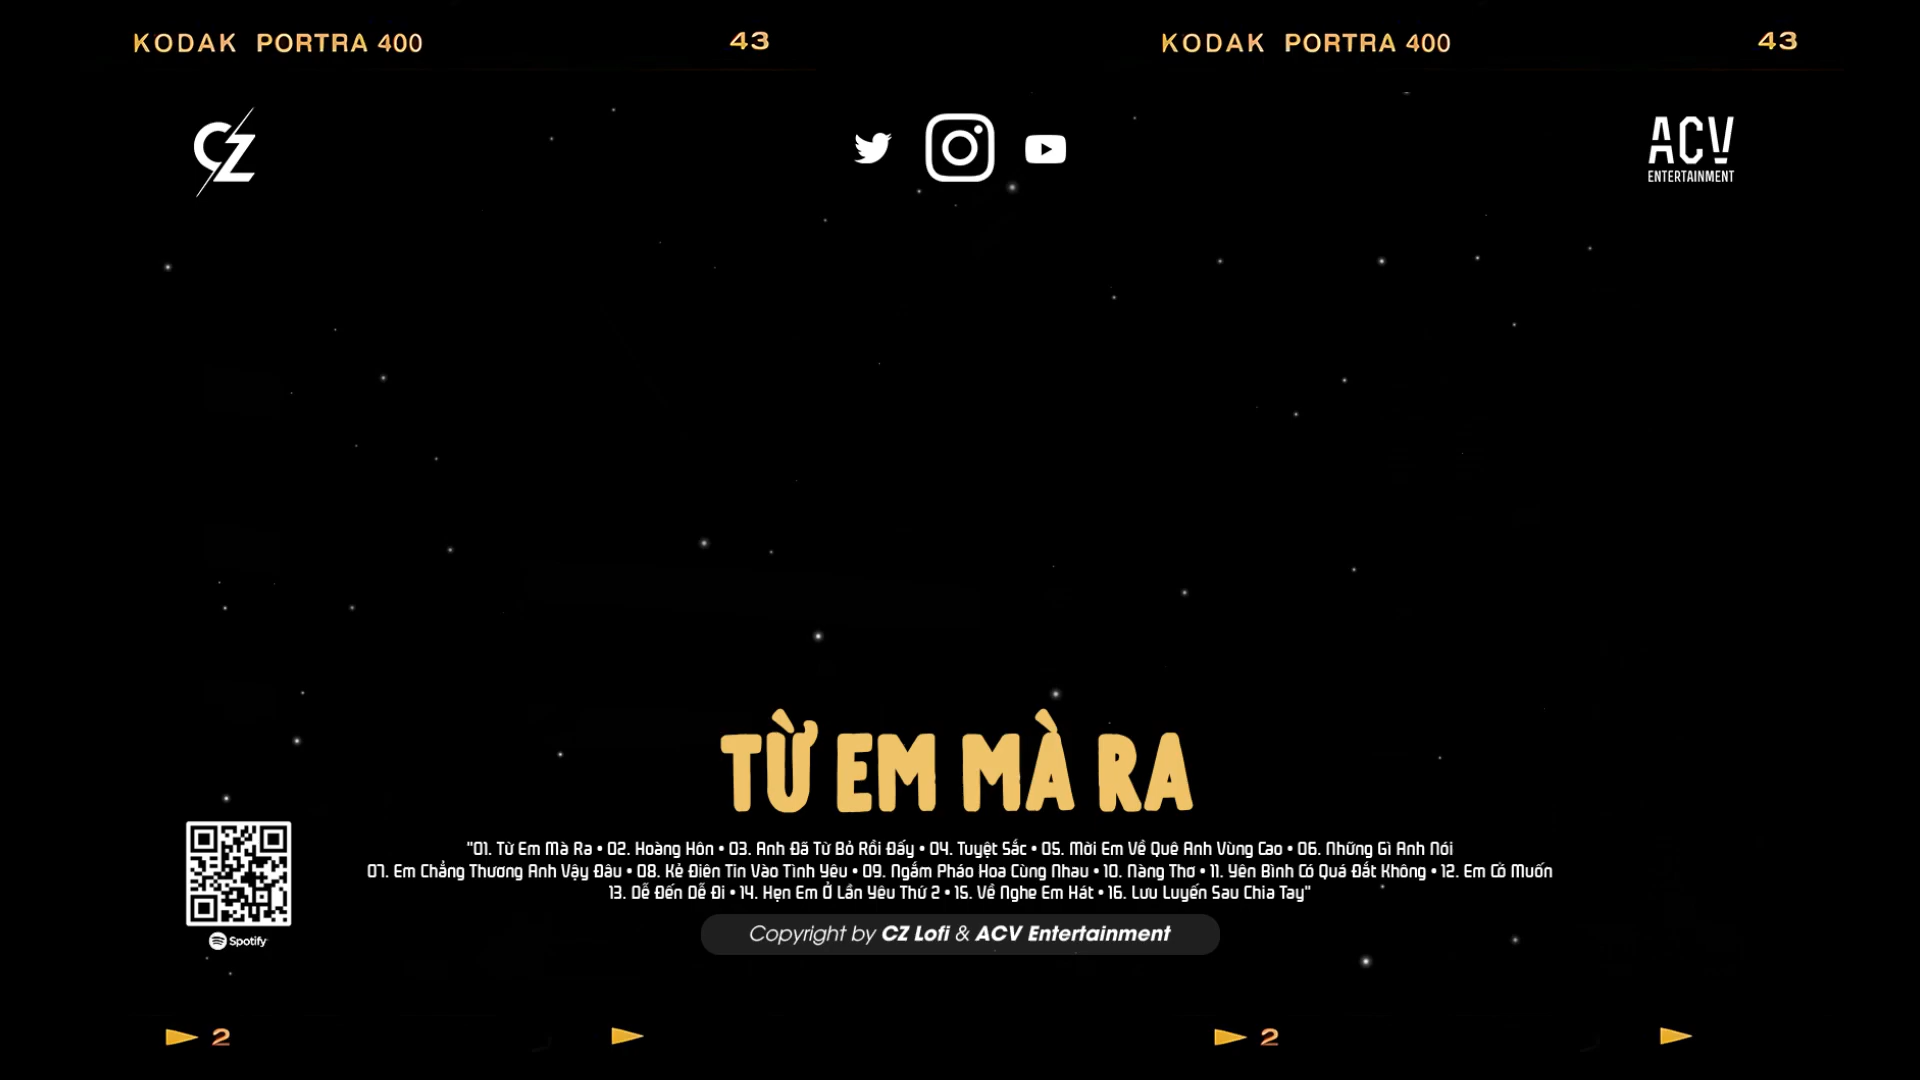 KODAK PORTRA 400 43 KODAK PORTRA 400 43
CZ
ACV
ENTERTAINMENT
TỪ EM MÀ RA
"01. Từ Em Mà Ra • 02. Hoàng Hôn • 03. Anh Đã Từ Bỏ Rồi Đấy • 04. Tuyệt Sắc • 05. Mời Em Về Quê Anh Vùng Cao • 06. Những Gì Anh Nói
07. Em Chẳng Thương Anh Vậy Đâu • 08. Kẻ Điên Tin Vào Tình Yêu • 09. Ngắm Pháo Hoa Cùng Nhau • 10. Nàng Thơ • 11. Yên Bình Có Quá Đắt Không • 12. Em Có Muốn
13. Dễ Đến Dễ Đi • 14. Hẹn Em Ở Lần Yêu Thứ 2 • 15. Về Nghe Em Hát • 16. Lưu Luyến Sau Chia Tay"
Spotify
Copyright by CZ Lofi & ACV Entertainment
2 2